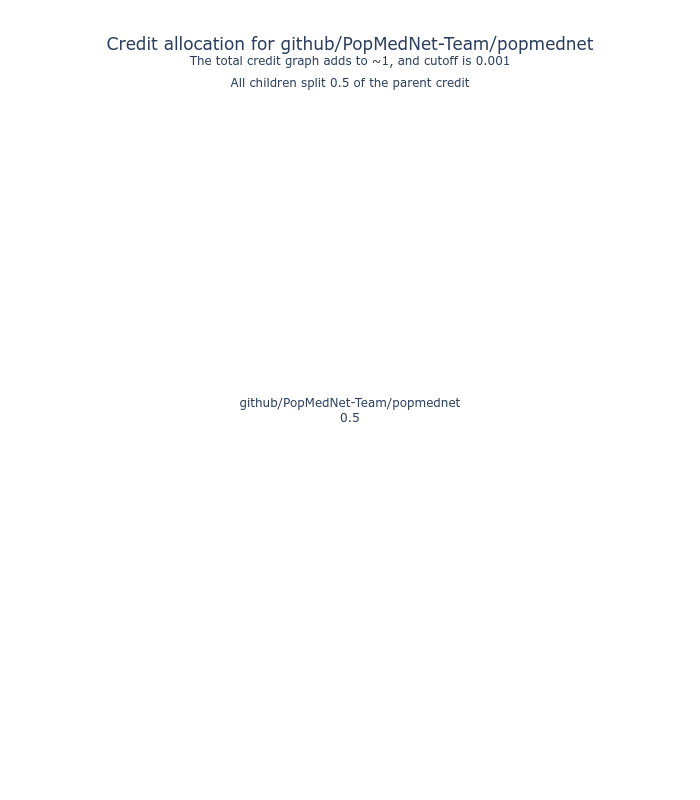 Credit allocation for github/PopMedNet-Team/popmednet
The total credit graph adds to ~1, and cutoff is 0.001
All children split 0.5 of the parent credit
github/PopMedNet-Team/popmednet
0.5